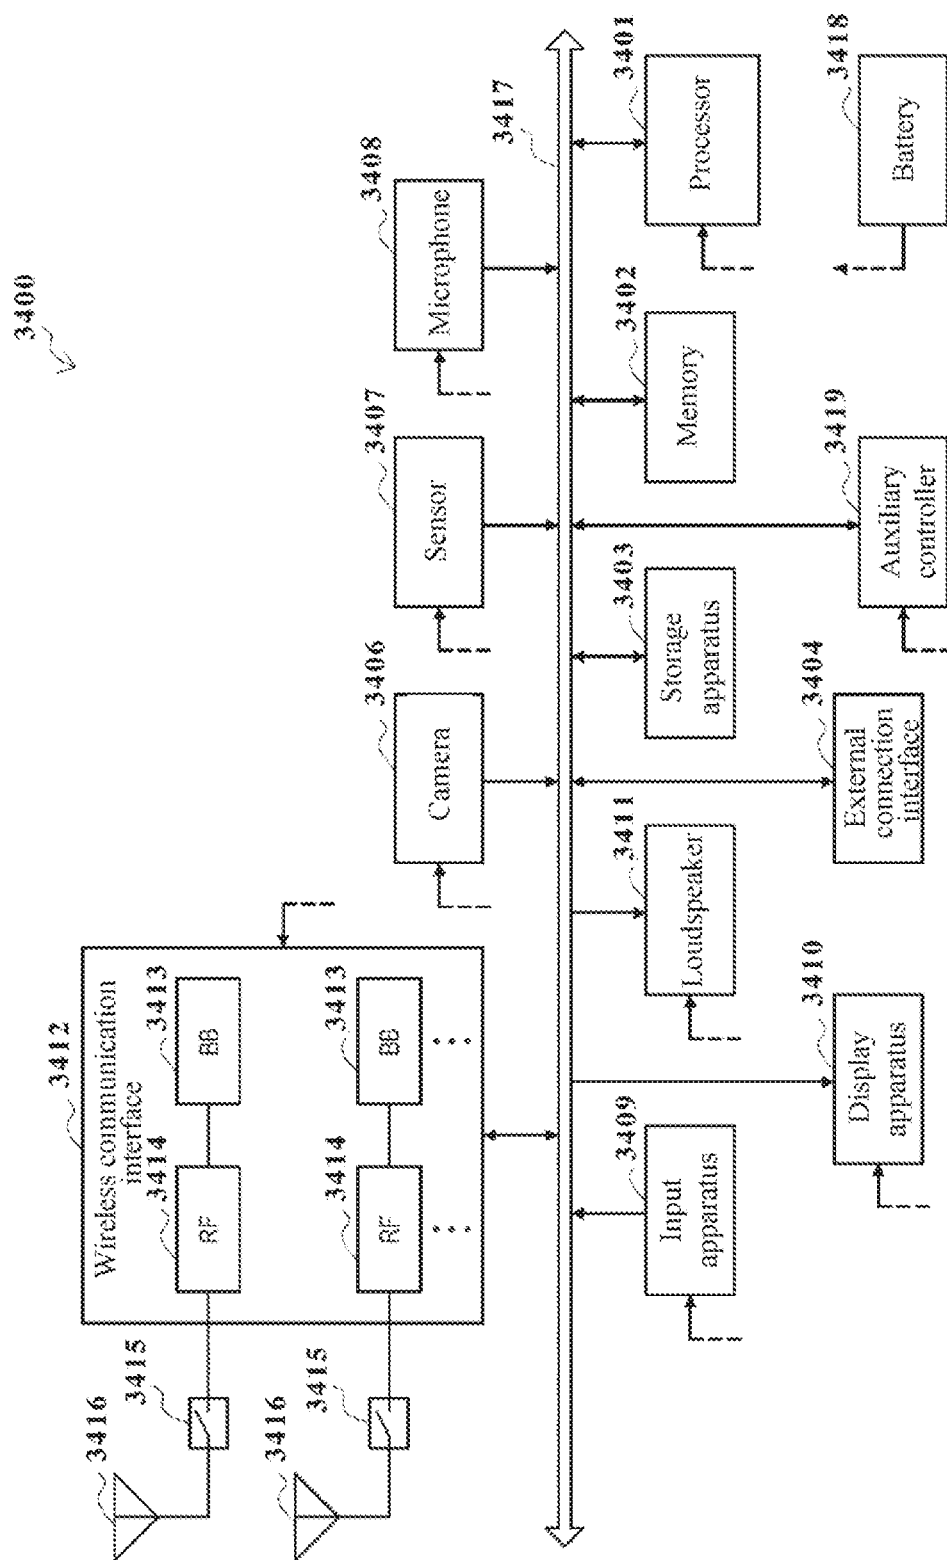 3400
3416
3415
3416
3415
3412
Wireless communication
interface
3414
RF
3413
BB
3414
RF
3413
BB
3406
Camera
3407
Sensor
3408
Microphone
3417
3409
Input
apparatus
3410
Display
apparatus
3411
Loudspeaker
3404
External
connection
interface
3403
Storage
apparatus
3419
Auxiliary
controller
3402
Memory
3401
Processor
3418
Battery